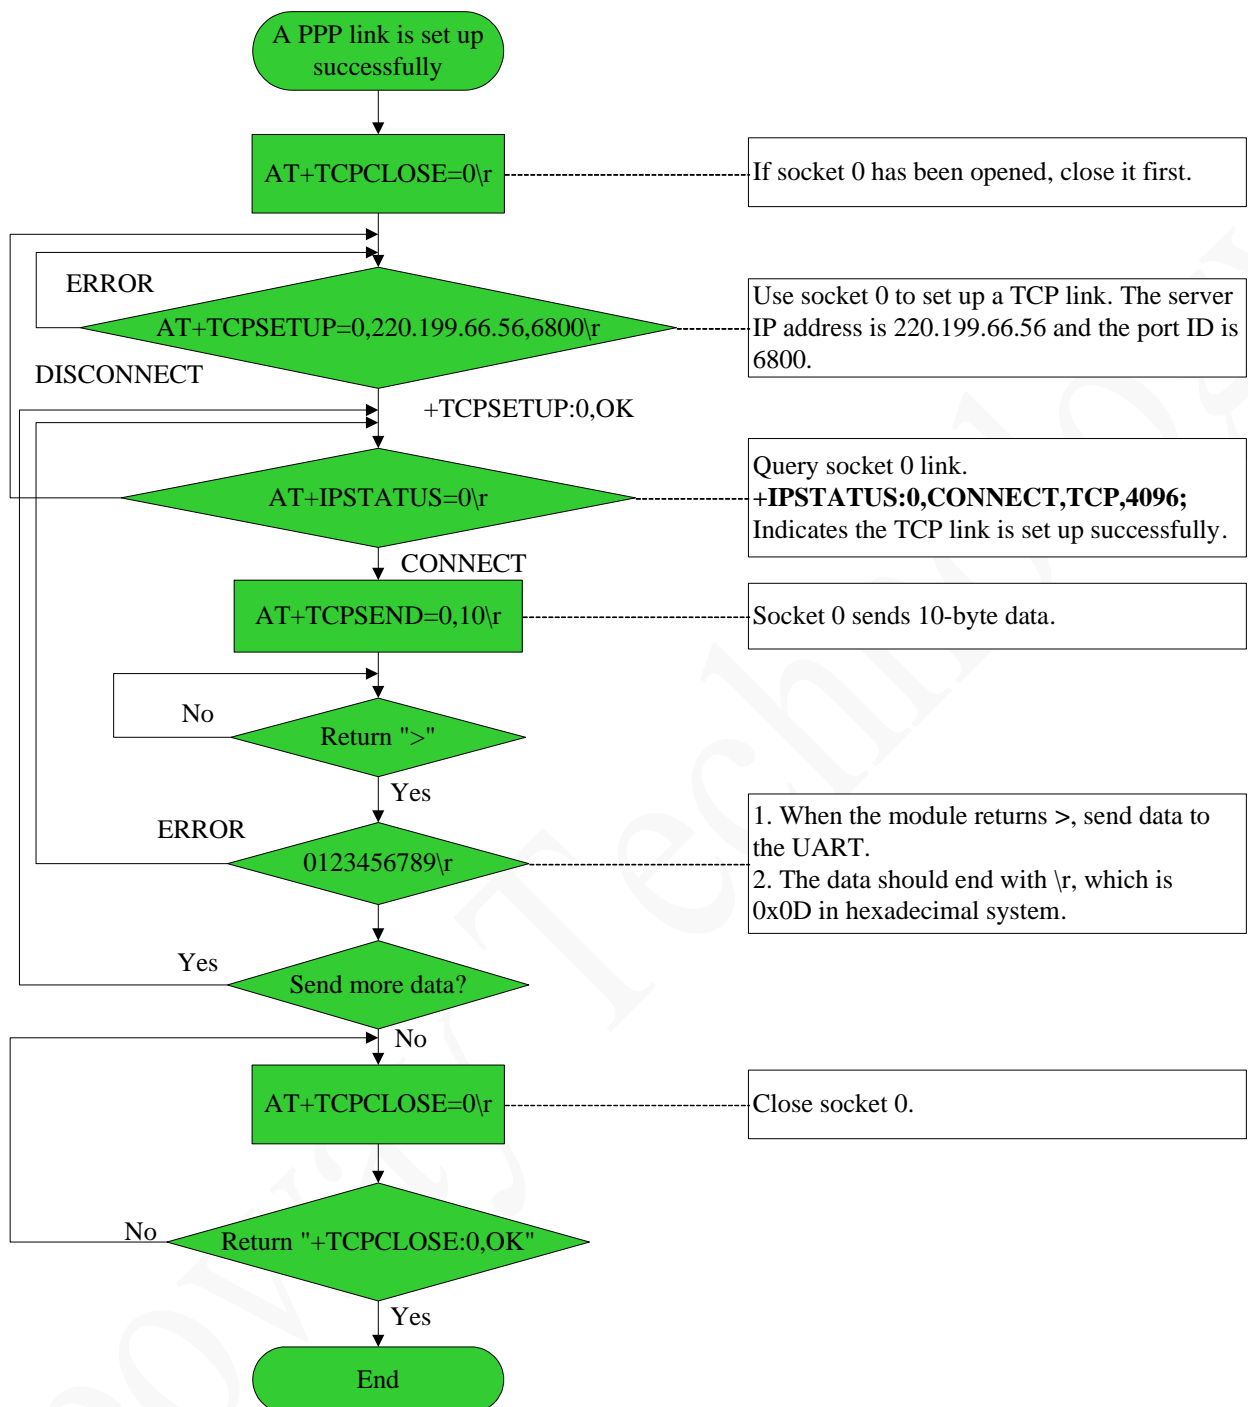 A PPP link is set up
successfully
AT+TCPCLOSE=0\r
If socket 0 has been opened, close it first.
ERROR
AT+TCPSETUP=0,220.199.66.56,6800\r
Use socket 0 to set up a TCP link. The server
IP address is 220.199.66.56 and the port ID is
6800.
DISCONNECT
+TCPSETUP:0,OK
AT+IPSTATUS=0\r
Query socket 0 link.
+IPSTATUS:0,CONNECT,TCP,4096;
Indicates the TCP link is set up successfully.
CONNECT
AT+TCPSEND=0,10\r
Socket 0 sends 10-byte data.
No
Return ">"
Yes
ERROR
0123456789\r
1. When the module returns >, send data to
the UART.
2. The data should end with \r, which is
0x0D in hexadecimal system.
Yes
Send more data?
No
AT+TCPCLOSE=0\r
Close socket 0.
No
Return "+TCPCLOSE:0,OK"
Yes
End